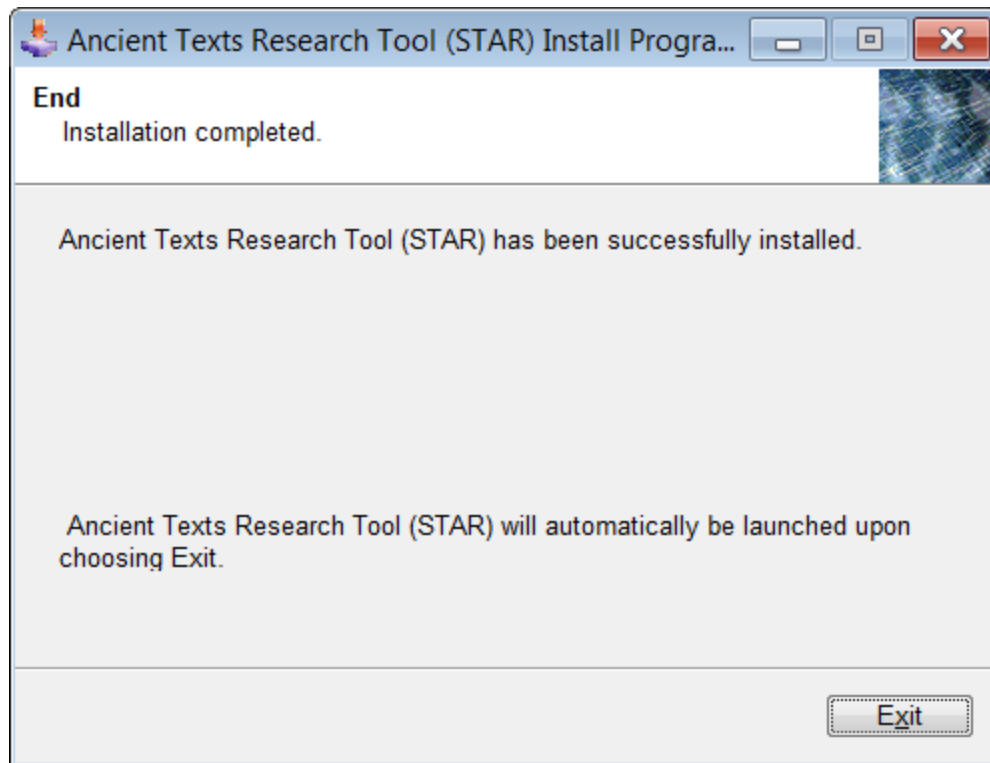 Ancient Texts Research Tool (STAR) Install Progra...
End
Installation completed.
Ancient Texts Research Tool (STAR) has been successfully installed.
Ancient Texts Research Tool (STAR) will automatically be launched upon
choosing Exit.
Exit